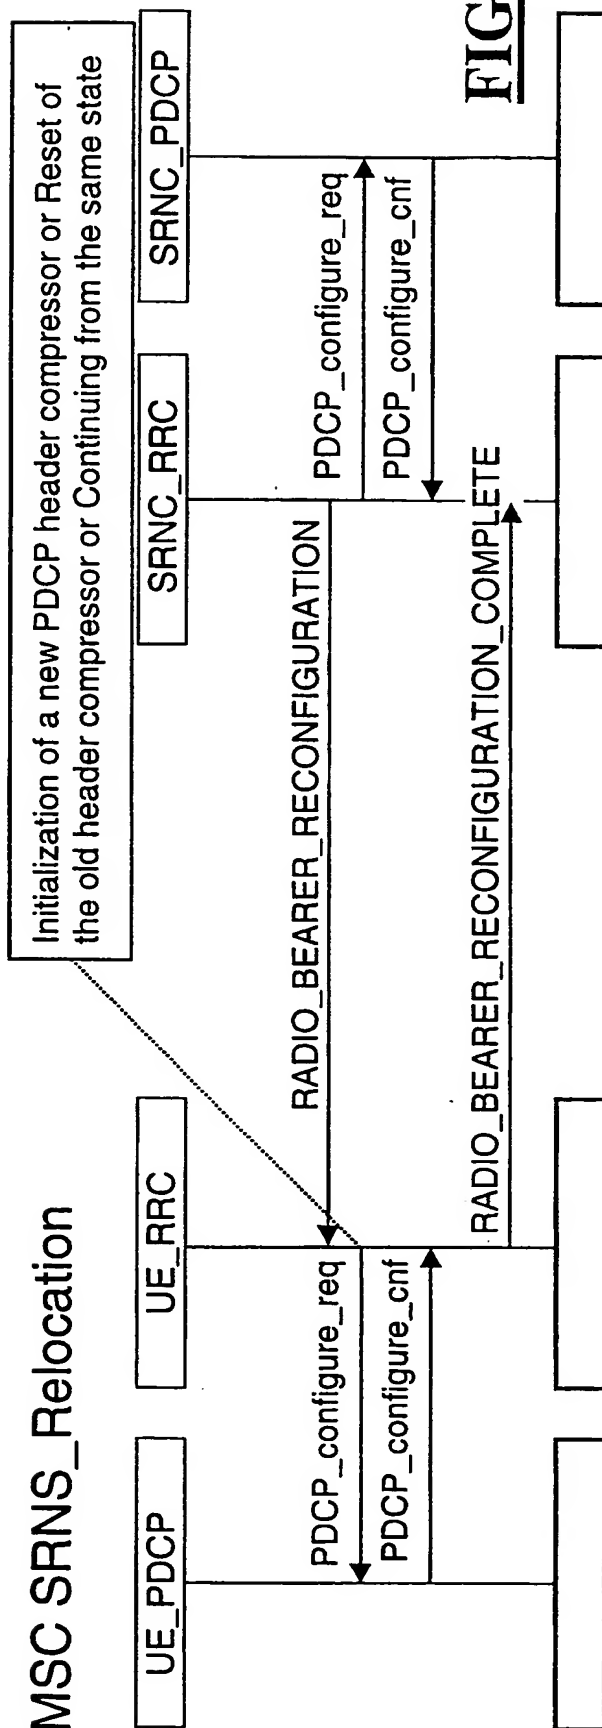 MSC SRNS_Relocation
Initialization of a new PDCP header compressor or Reset of
the old header compressor or Continuing from the same state
UE_PDCP
UE_RRC
SRNC_RRC
SRNC_PDCP
RADIO_BEARER_RECONFIGURATION
PDCP_configure_req
PDCP_configure_req
PDCP_configure_cnf
PDCP_configure_cnf
RADIO_BEARER_RECONFIGURATION_COMPLETE
FIG